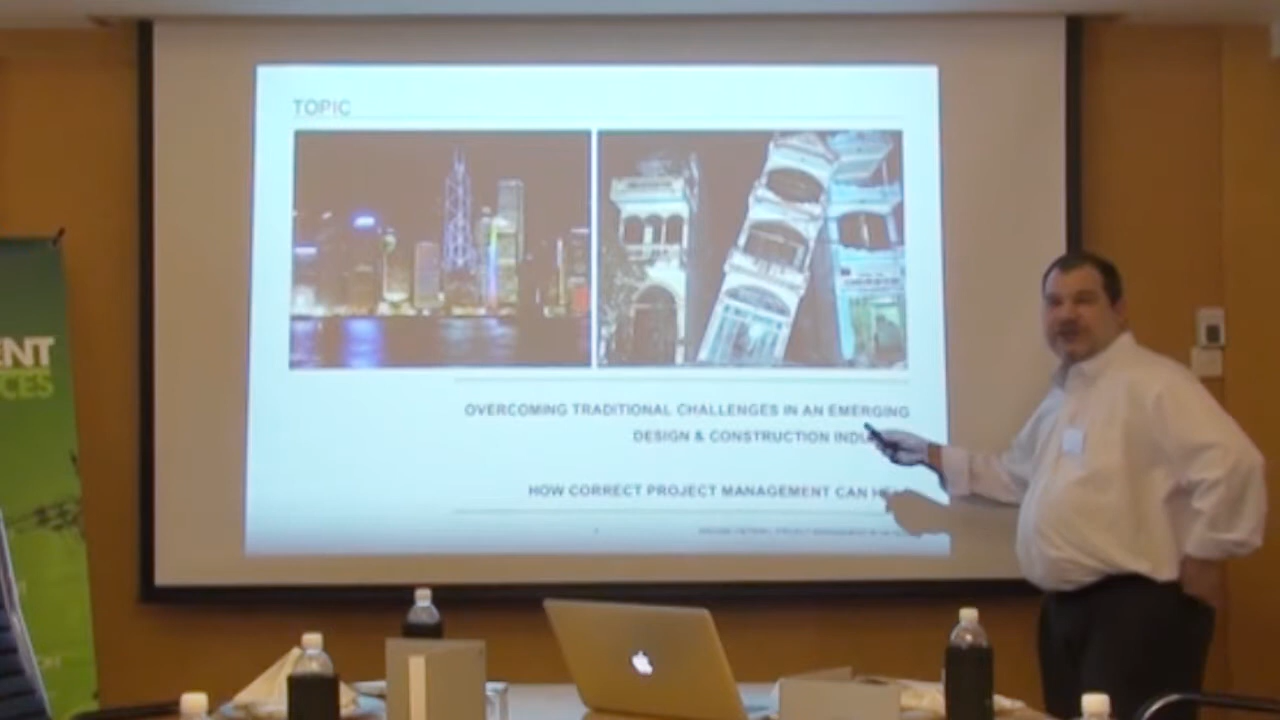 TOPIC
OVERCOMING TRADITIONAL CHALLENGES IN AN EMERGING
DESIGN & CONSTRUCTION
HOW CORRECT PROJECT MANAGEMENT CAN
ENT
CES